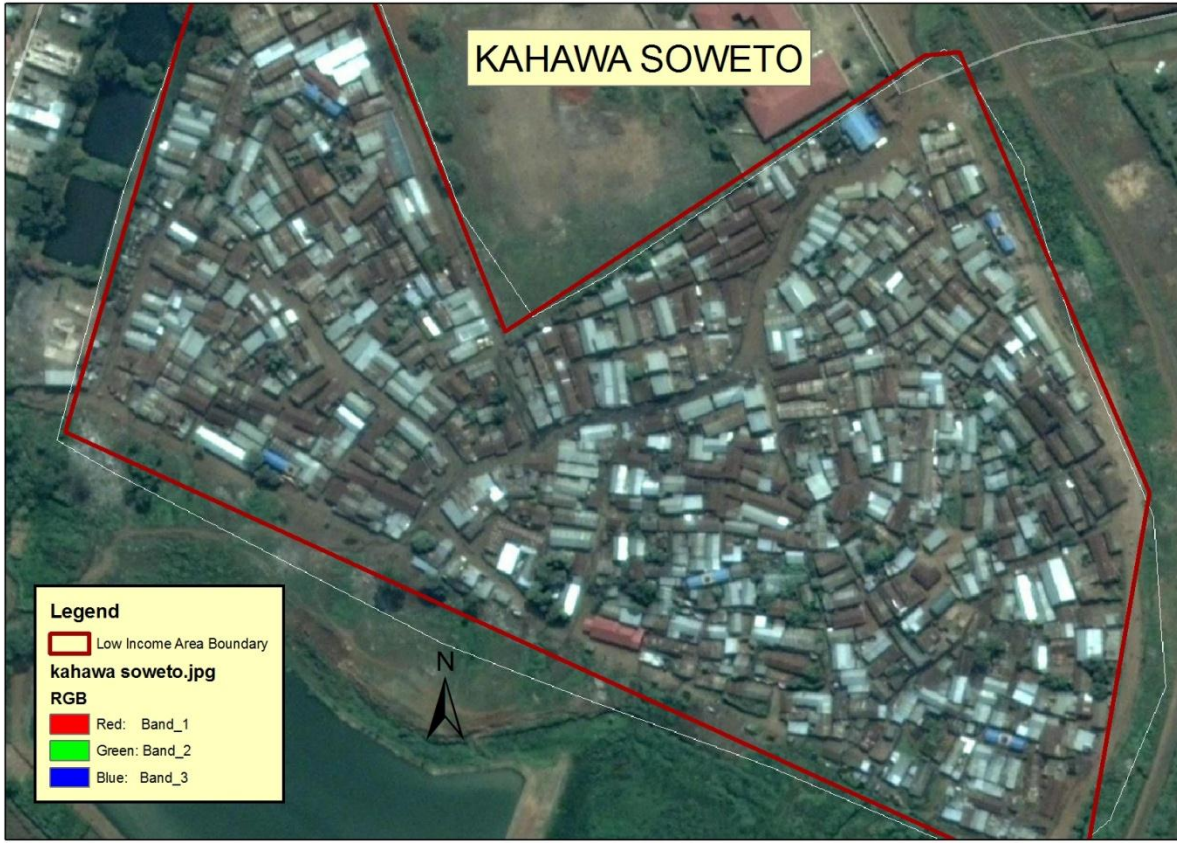 KAHAWA SOWETO
Legend
Low Income Area Boundary
kahawa soweto.jpg
RGB
Red: Band_1
Green: Band_2
Blue: Band_3
N